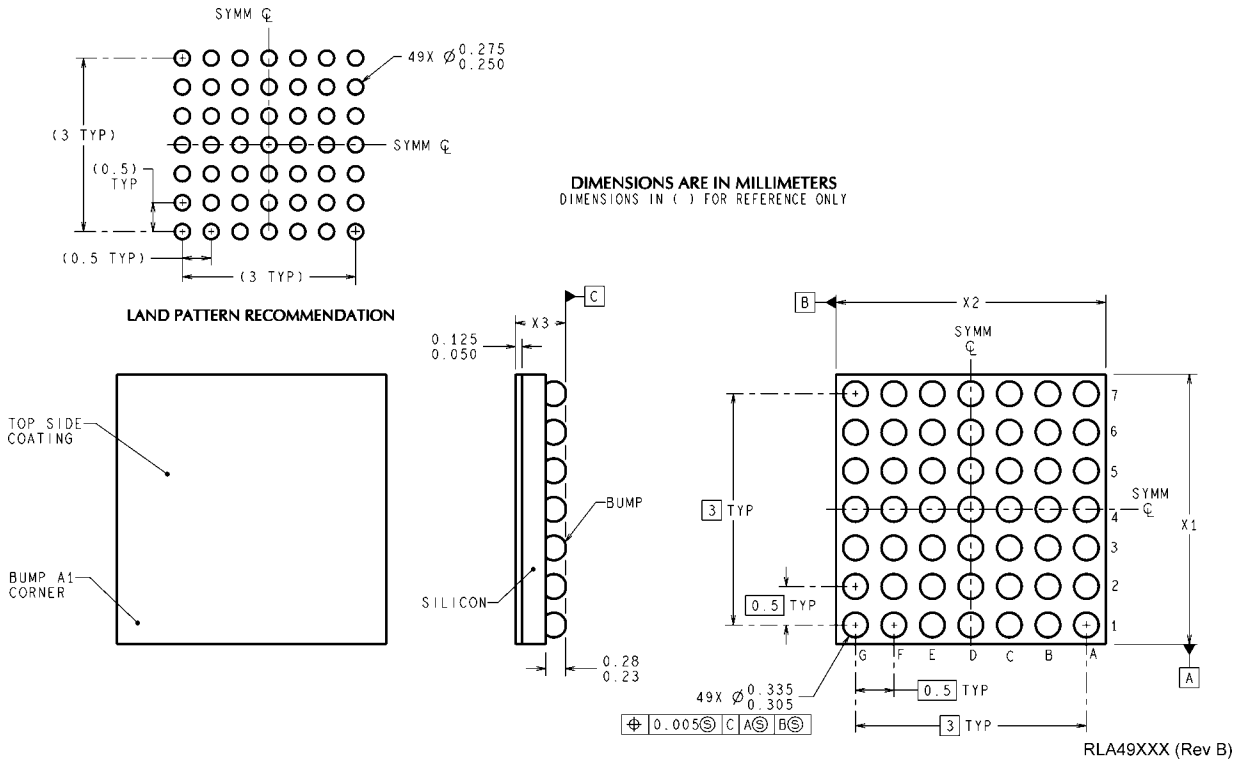 SYMM ℄
49X Ø 0.275
0.250
(3 TYP)
SYMM ℄
(0.5)
TYP
(0.5 TYP)
(3 TYP)
LAND PATTERN RECOMMENDATION
DIMENSIONS ARE IN MILLIMETERS
DIMENSIONS IN ( ) FOR REFERENCE ONLY
TOP SIDE
COATING
BUMP A1
CORNER
C
X3
0.125
0.050
BUMP
SILICON
0.28
0.23
B
X2
SYMM
℄
7
6
5
4
3
2
1
SYMM
℄
X1
3 TYP
0.5 TYP
G F E D C B A
A
49X Ø 0.335
0.305
0.5 TYP
⌖ 0.005Ⓢ C AⓈ BⓈ
3 TYP
RLA49XXX (Rev B)